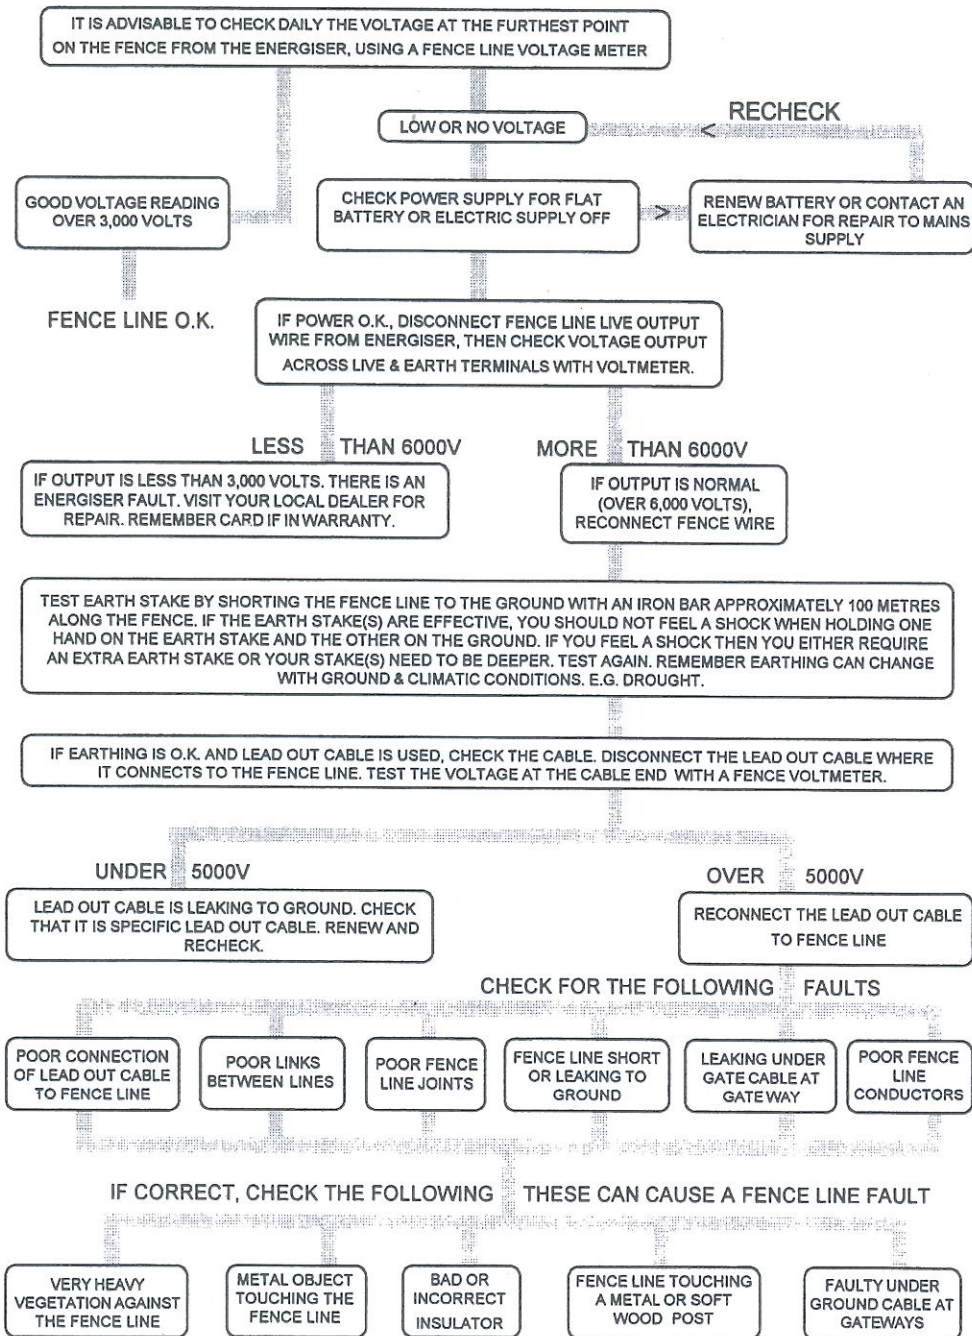 IT IS ADVISABLE TO CHECK DAILY THE VOLTAGE AT THE FURTHEST POINT
ON THE FENCE FROM THE ENERGISER, USING A FENCE LINE VOLTAGE METER
LOW OR NO VOLTAGE
RECHECK
<
GOOD VOLTAGE READING
OVER 3,000 VOLTS
CHECK POWER SUPPLY FOR FLAT
BATTERY OR ELECTRIC SUPPLY OFF
>
RENEW BATTERY OR CONTACT AN
ELECTRICIAN FOR REPAIR TO MAINS
SUPPLY
FENCE LINE O.K.
IF POWER O.K., DISCONNECT FENCE LINE LIVE OUTPUT
WIRE FROM ENERGISER, THEN CHECK VOLTAGE OUTPUT
ACROSS LIVE & EARTH TERMINALS WITH VOLTMETER.
LESS THAN 6000V
MORE THAN 6000V
IF OUTPUT IS LESS THAN 3,000 VOLTS. THERE IS AN
ENERGISER FAULT. VISIT YOUR LOCAL DEALER FOR
REPAIR. REMEMBER CARD IF IN WARRANTY.
IF OUTPUT IS NORMAL
(OVER 6,000 VOLTS),
RECONNECT FENCE WIRE
TEST EARTH STAKE BY SHORTING THE FENCE LINE TO THE GROUND WITH AN IRON BAR APPROXIMATELY 100 METRES
ALONG THE FENCE. IF THE EARTH STAKE(S) ARE EFFECTIVE, YOU SHOULD NOT FEEL A SHOCK WHEN HOLDING ONE
HAND ON THE EARTH STAKE AND THE OTHER ON THE GROUND. IF YOU FEEL A SHOCK THEN YOU EITHER REQUIRE
AN EXTRA EARTH STAKE OR YOUR STAKE(S) NEED TO BE DEEPER. TEST AGAIN. REMEMBER EARTHING CAN CHANGE
WITH GROUND & CLIMATIC CONDITIONS. E.G. DROUGHT.
IF EARTHING IS O.K. AND LEAD OUT CABLE IS USED, CHECK THE CABLE. DISCONNECT THE LEAD OUT CABLE WHERE
IT CONNECTS TO THE FENCE LINE. TEST THE VOLTAGE AT THE CABLE END WITH A FENCE VOLTMETER.
UNDER 5000V
OVER 5000V
LEAD OUT CABLE IS LEAKING TO GROUND. CHECK
THAT IT IS SPECIFIC LEAD OUT CABLE. RENEW AND
RECHECK.
RECONNECT THE LEAD OUT CABLE
TO FENCE LINE
CHECK FOR THE FOLLOWING FAULTS
POOR CONNECTION
OF LEAD OUT CABLE
TO FENCE LINE
POOR LINKS
BETWEEN LINES
POOR FENCE
LINE JOINTS
FENCE LINE SHORT
OR LEAKING TO
GROUND
LEAKING UNDER
GATE CABLE AT
GATE WAY
POOR FENCE
LINE
CONDUCTORS
IF CORRECT, CHECK THE FOLLOWING THESE CAN CAUSE A FENCE LINE FAULT
VERY HEAVY
VEGETATION AGAINST
THE FENCE LINE
METAL OBJECT
TOUCHING THE
FENCE LINE
BAD OR
INCORRECT
INSULATOR
FENCE LINE TOUCHING
A METAL OR SOFT
WOOD POST
FAULTY UNDER
GROUND CABLE AT
GATEWAYS